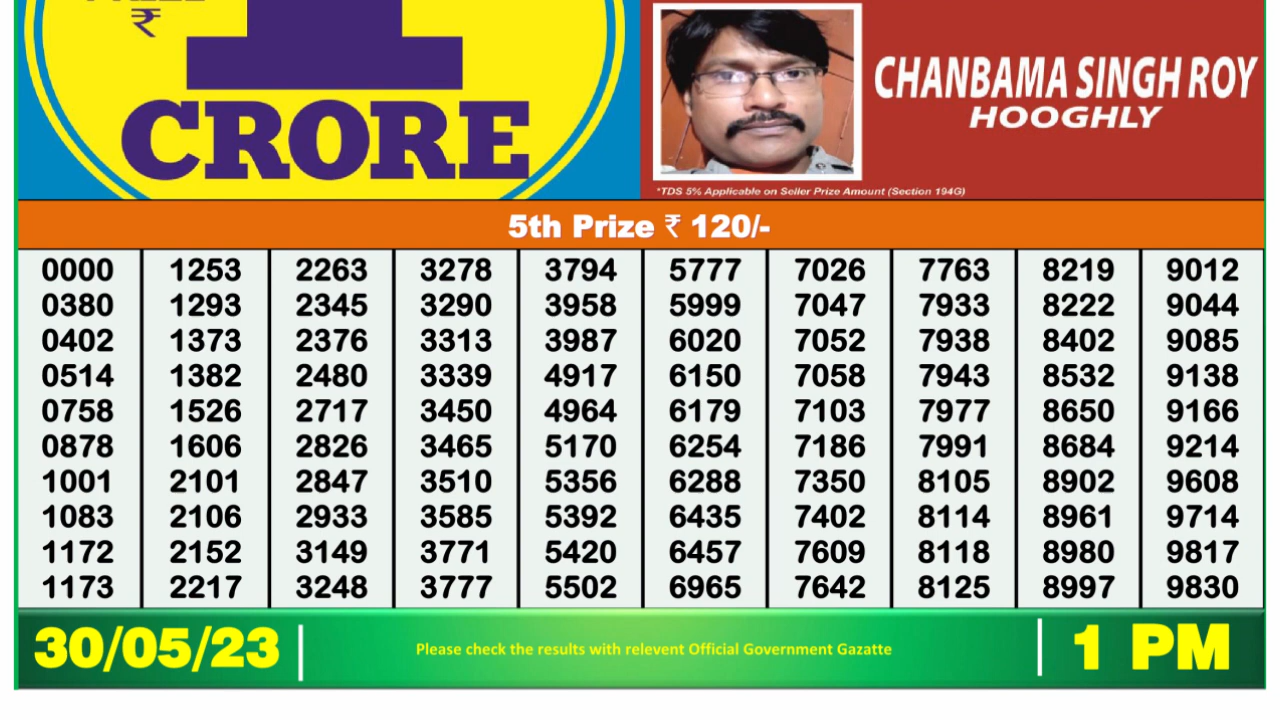 ₹
1
CRORE
CHANBAMA SINGH ROY
HOOGHLY
*TDS 5% Applicable on Seller Prize Amount (Section 194G)
5th Prize ₹ 120/-
0000 1253 2263 3278 3794 5777 7026 7763 8219 9012
0380 1293 2345 3290 3958 5999 7047 7933 8222 9044
0402 1373 2376 3313 3987 6020 7052 7938 8402 9085
0514 1382 2480 3339 4917 6150 7058 7943 8532 9138
0758 1526 2717 3450 4964 6179 7103 7977 8650 9166
0878 1606 2826 3465 5170 6254 7186 7991 8684 9214
1001 2101 2847 3510 5356 6288 7350 8105 8902 9608
1083 2106 2933 3585 5392 6435 7402 8114 8961 9714
1172 2152 3149 3771 5420 6457 7609 8118 8980 9817
1173 2217 3248 3777 5502 6965 7642 8125 8997 9830
30/05/23
Please check the results with relevent Official Government Gazatte
1 PM